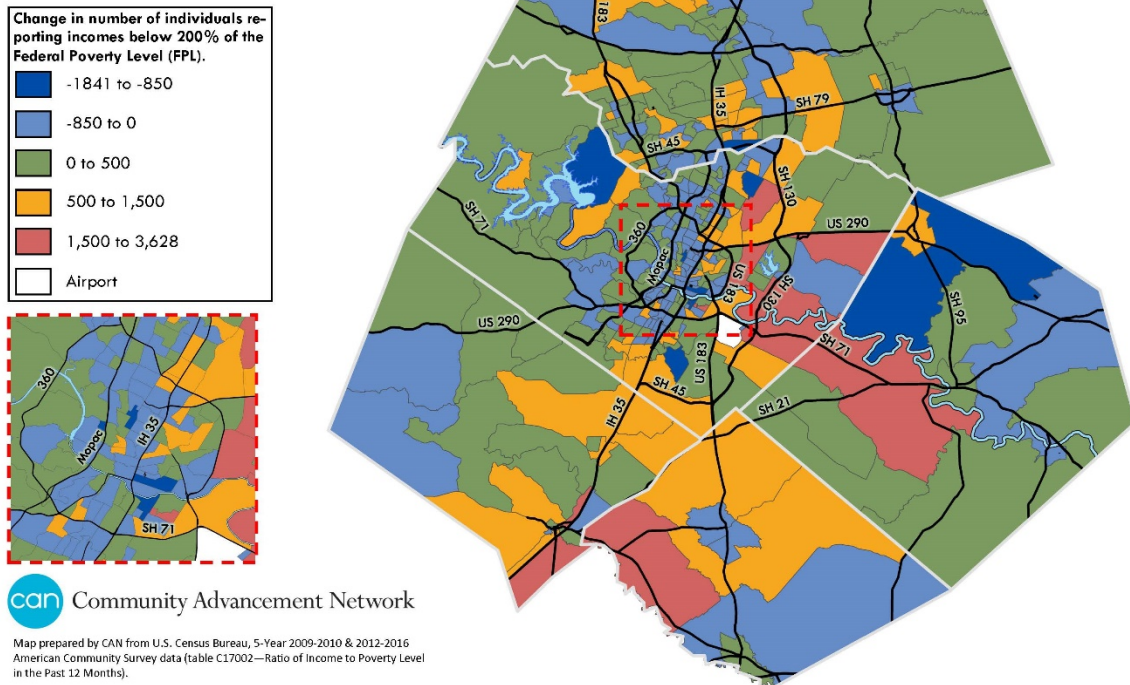 Change in number of individuals re-
porting incomes below 200% of the
Federal Poverty Level (FPL).
-1841 to -850
-850 to 0
0 to 500
500 to 1,500
1,500 to 3,628
Airport
183
IH 35
SH 79
SH 45
SH 130
SH 71
360
Mopac
US 290
US 183
SH 130
SH 95
US 290
SH 71
US 183
SH 45
IH 35
SH 21
360
Mopac
IH 35
SH 71
can Community Advancement Network
Map prepared by CAN from U.S. Census Bureau, 5-Year 2009-2010 & 2012-2016
American Community Survey data (table C17002—Ratio of Income to Poverty Level
in the Past 12 Months).